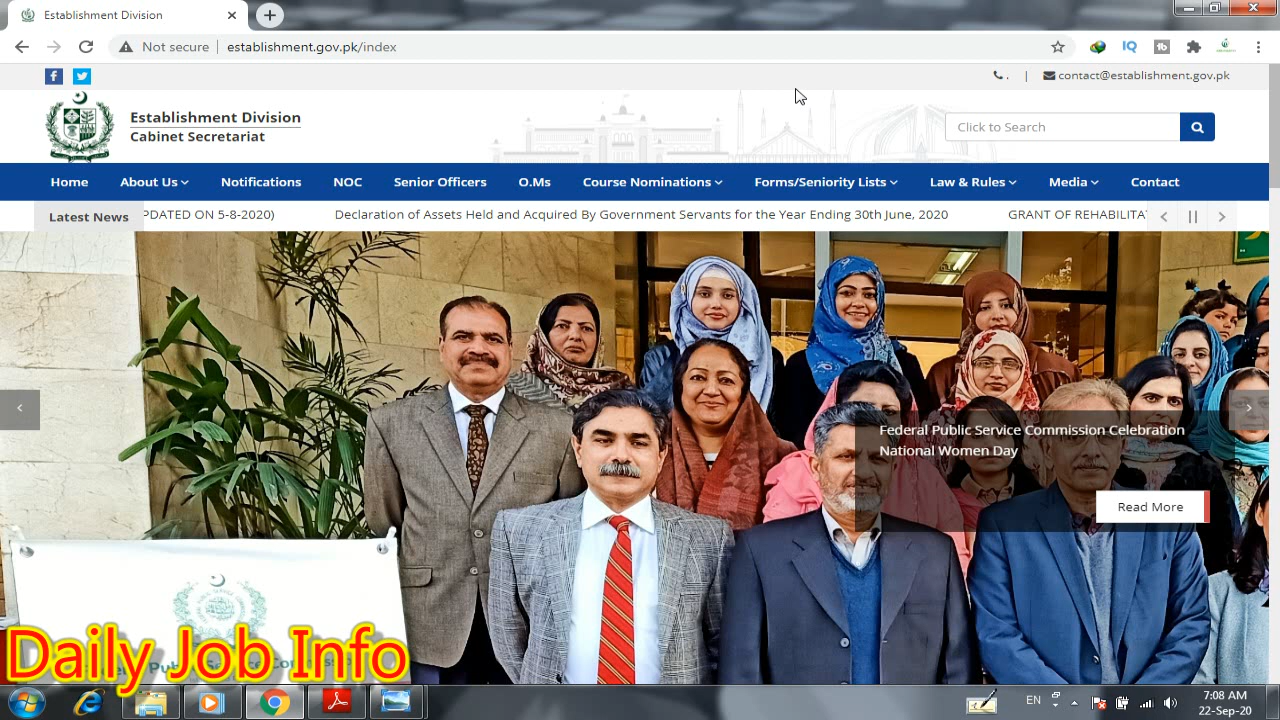 Establishment Division
Not secure
establishment.gov.pk/index
contact@establishment.gov.pk
Establishment Division
Cabinet Secretariat
Click to Search
Home About Us Notifications NOC Senior Officers O.Ms Course Nominations Forms/Seniority Lists Law & Rules Media Contact
Latest News PDATED ON 5-8-2020) Declaration of Assets Held and Acquired By Government Servants for the Year Ending 30th June, 2020 GRANT OF REHABILITA
Federal Public Service Commission Celebration
National Women Day
Read More
Daily Job Info
EN
7:08 AM
22-Sep-20